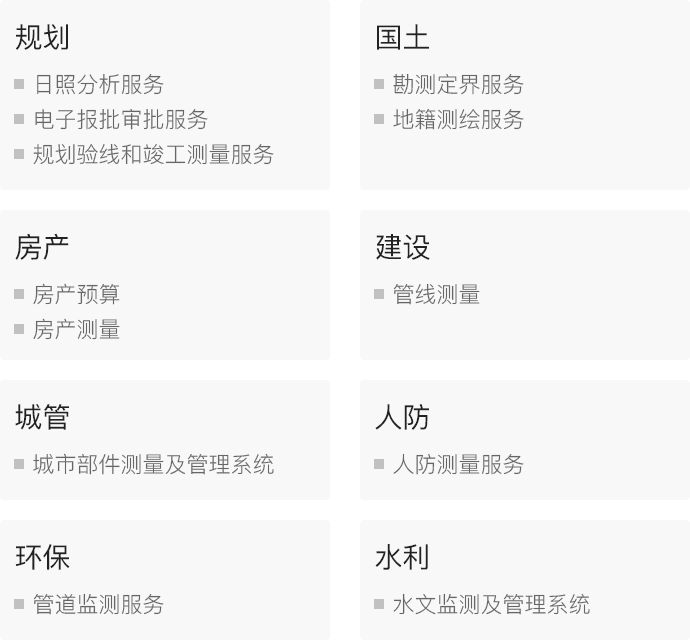 规划
日照分析服务
电子报批审批服务
规划验线和竣工测量服务
国土
勘测定界服务
地籍测绘服务
房产
房产预算
房产测量
建设
管线测量
城管
城市部件测量及管理系统
人防
人防测量服务
环保
管道监测服务
水利
水文监测及管理系统